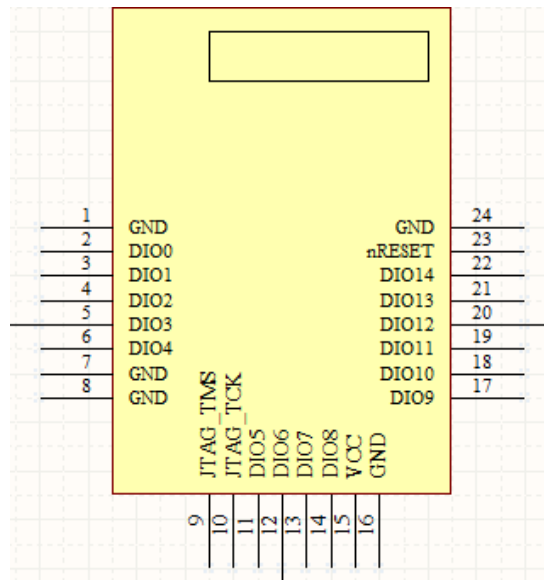 1 GND GND 24
2 DIO0 nRESET 23
3 DIO1 DIO14 22
4 DIO2 DIO13 21
5 DIO3 DIO12 20
6 DIO4 DIO11 19
7 GND DIO10 18
8 GND DIO9 17
JTAG_TMS
JTAG_TCK
DIO5
DIO6
DIO7
DIO8
VCC
GND
9
10
11
12
13
14
15
16